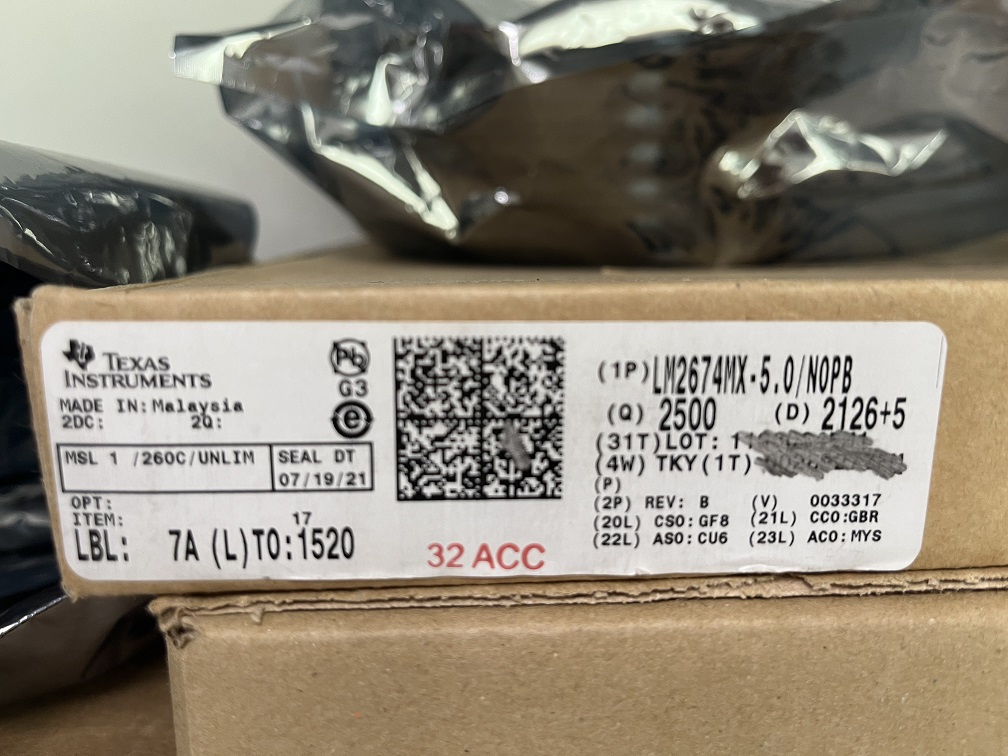 TEXAS
INSTRUMENTS
MADE IN: Malaysia
2DC: 2Q:
Pb
G3
e
MSL 1 /260C/UNLIM
SEAL DT
07/19/21
OPT:
ITEM: 17
LBL: 7A (L)TO:1520
32 ACC
(1P)LM2674MX-5.0/NOPB
(Q) 2500 (D) 2126+5
(31T)LOT: 1
(4W) TKY(1T)
(P)
(2P) REV: B (V) 0033317
(20L) CSO:GF8 (21L) CCO:GBR
(22L) ASO:CU6 (23L) ACO:MYS